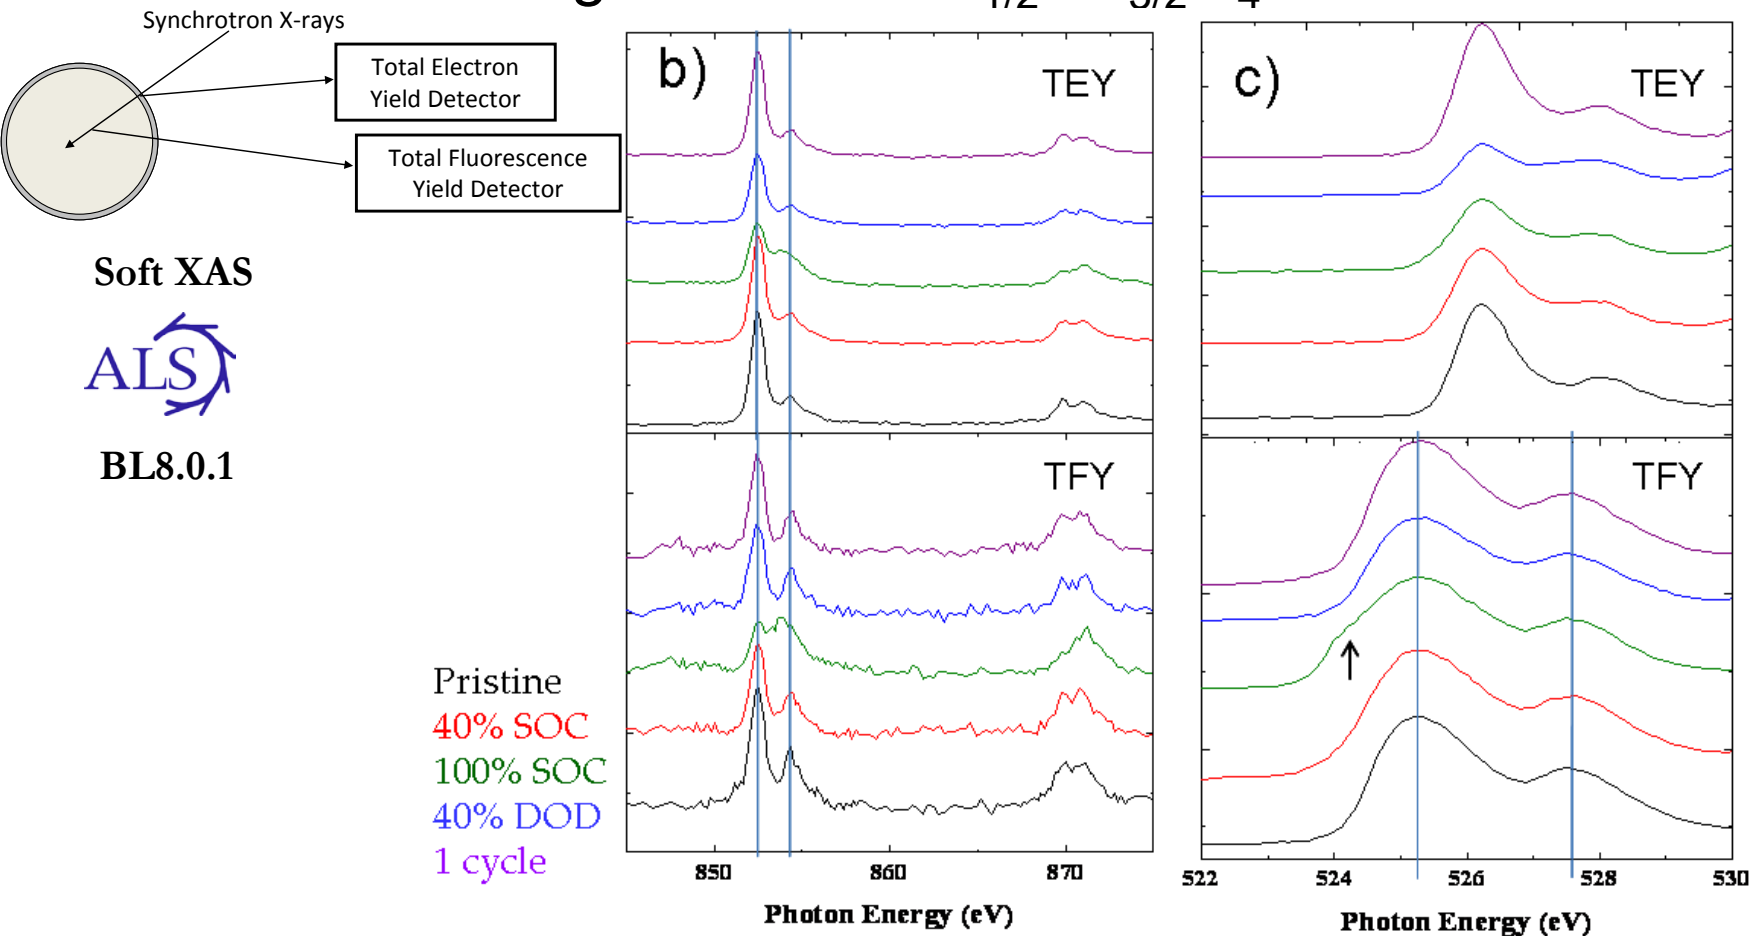 Synchrotron X-rays
Total Electron
Yield Detector
Total Fluorescence
Yield Detector
Soft XAS
ALS
BL8.0.1
b)
TEY
TFY
Pristine
40% SOC
100% SOC
40% DOD
1 cycle
850 860 870
Photon Energy (eV)
c)
TEY
TFY
522 524 526 528 530
Photon Energy (eV)